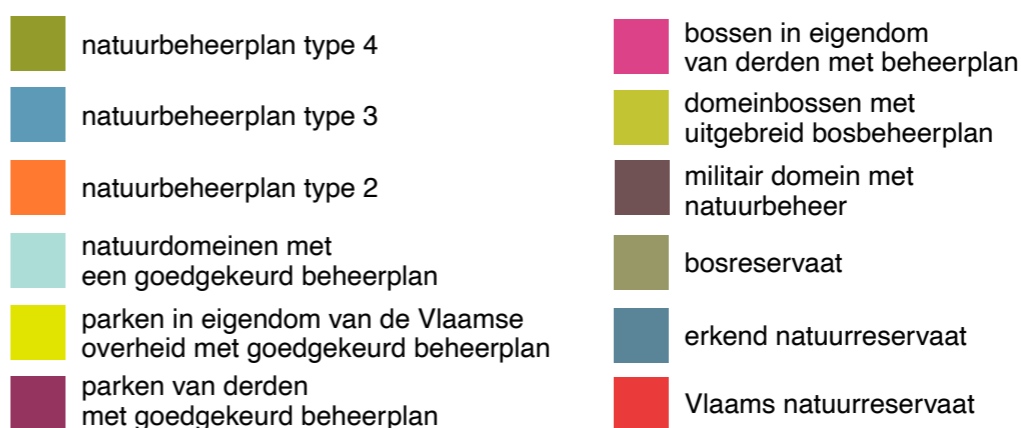 natuurbeheerplan type 4
natuurbeheerplan type 3
natuurbeheerplan type 2
natuurdomeinen met
een goedgekeurd beheerplan
parken in eigendom van de Vlaamse
overheid met goedgekeurd beheerplan
parken van derden
met goedgekeurd beheerplan
bossen in eigendom
van derden met beheerplan
domeinbossen met
uitgebreid bosbeheerplan
militair domein met
natuurbeheer
bosreservaat
erkend natuurreservaat
Vlaams natuurreservaat